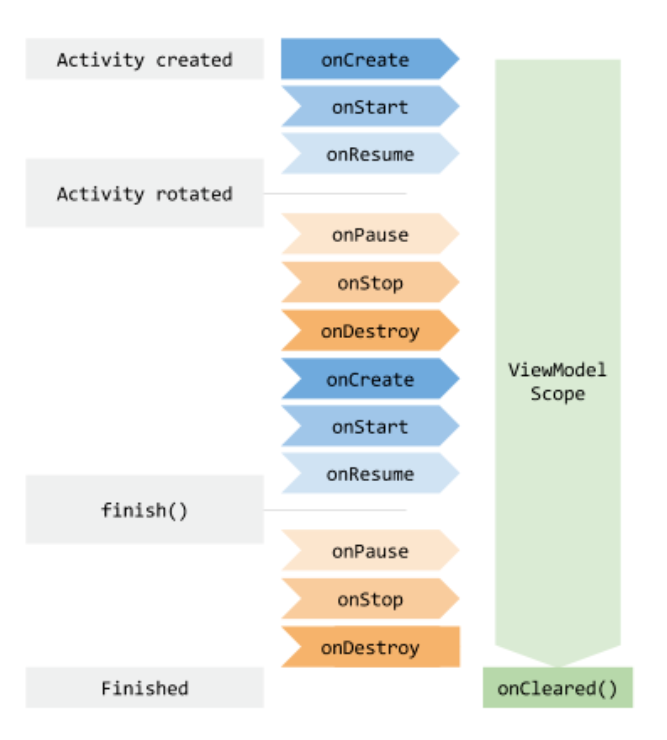 Activity created
onCreate
onStart
onResume
Activity rotated
onPause
onStop
onDestroy
onCreate
onStart
onResume
finish()
onPause
onStop
onDestroy
Finished
ViewModel
Scope
onCleared()